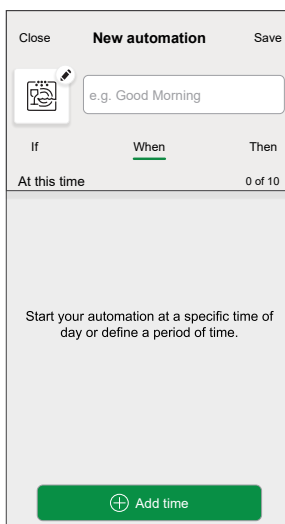 Close New automation Save
e.g. Good Morning
If When Then
At this time 0 of 10
Start your automation at a specific time of
day or define a period of time.
Add time